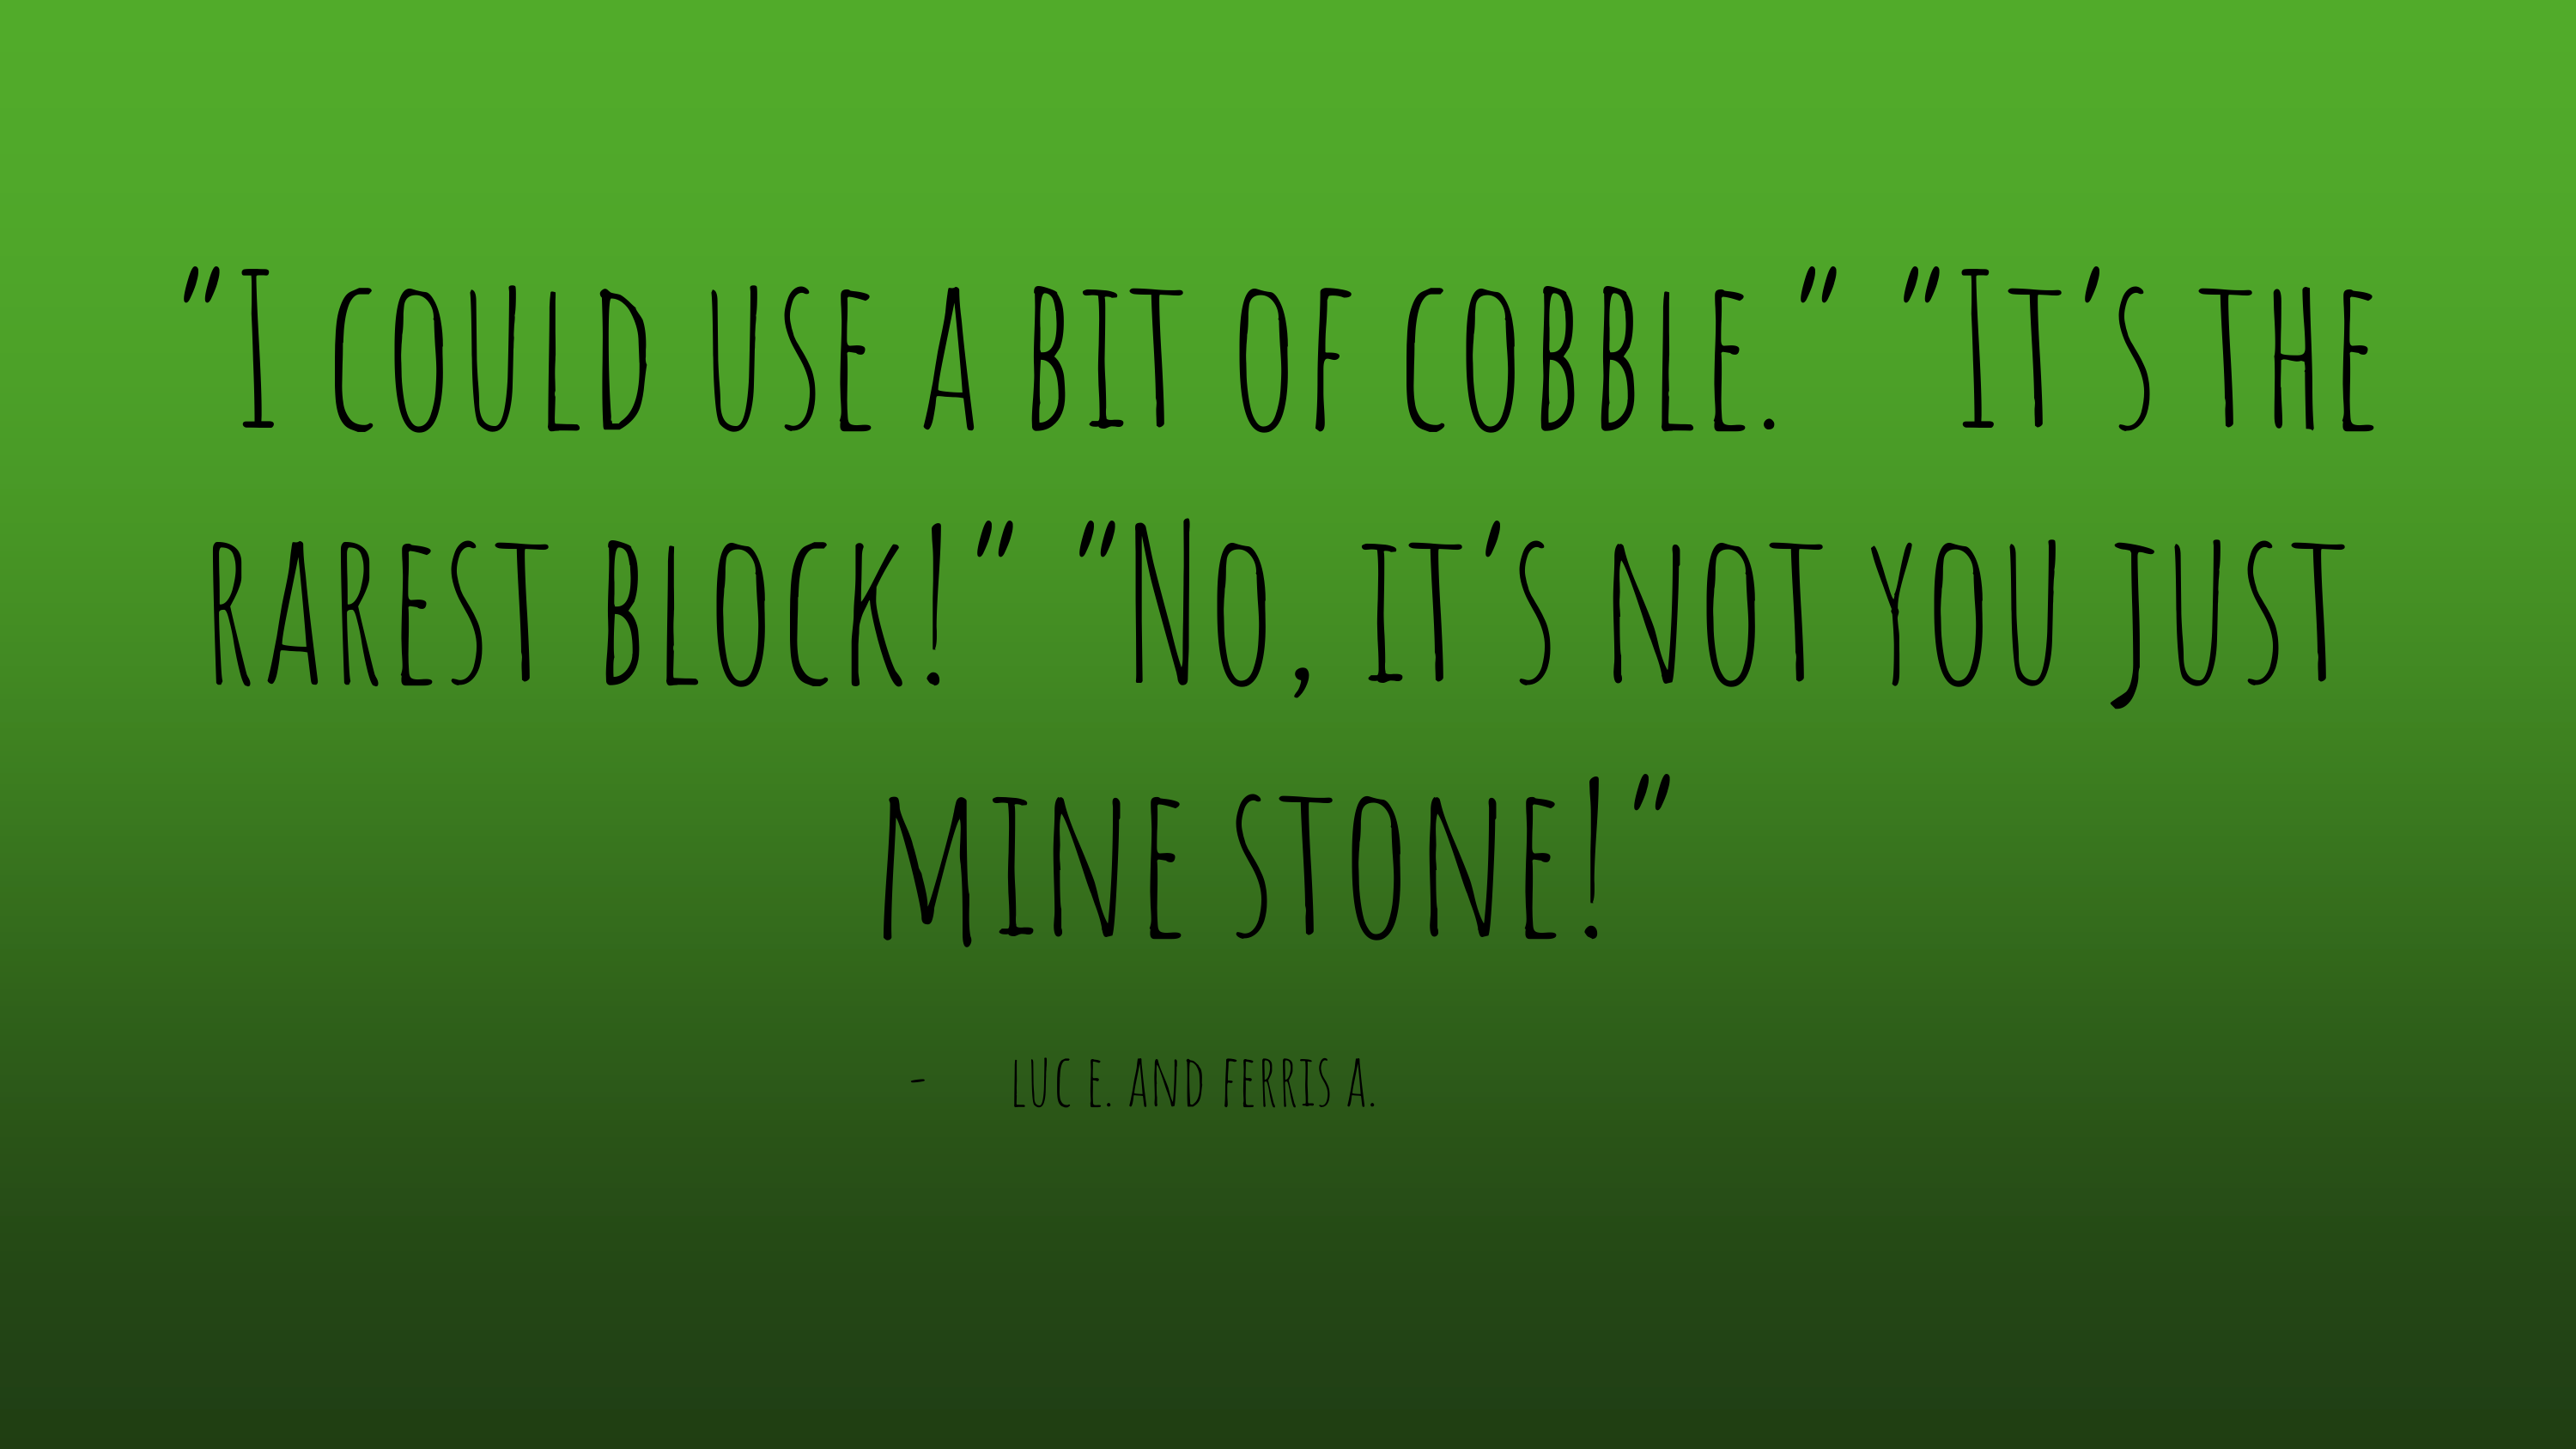 "I could use a bit of cobble." "It's the
rarest block!" "No, it's not you just
mine stone!"
- Luc E. and Ferris A.